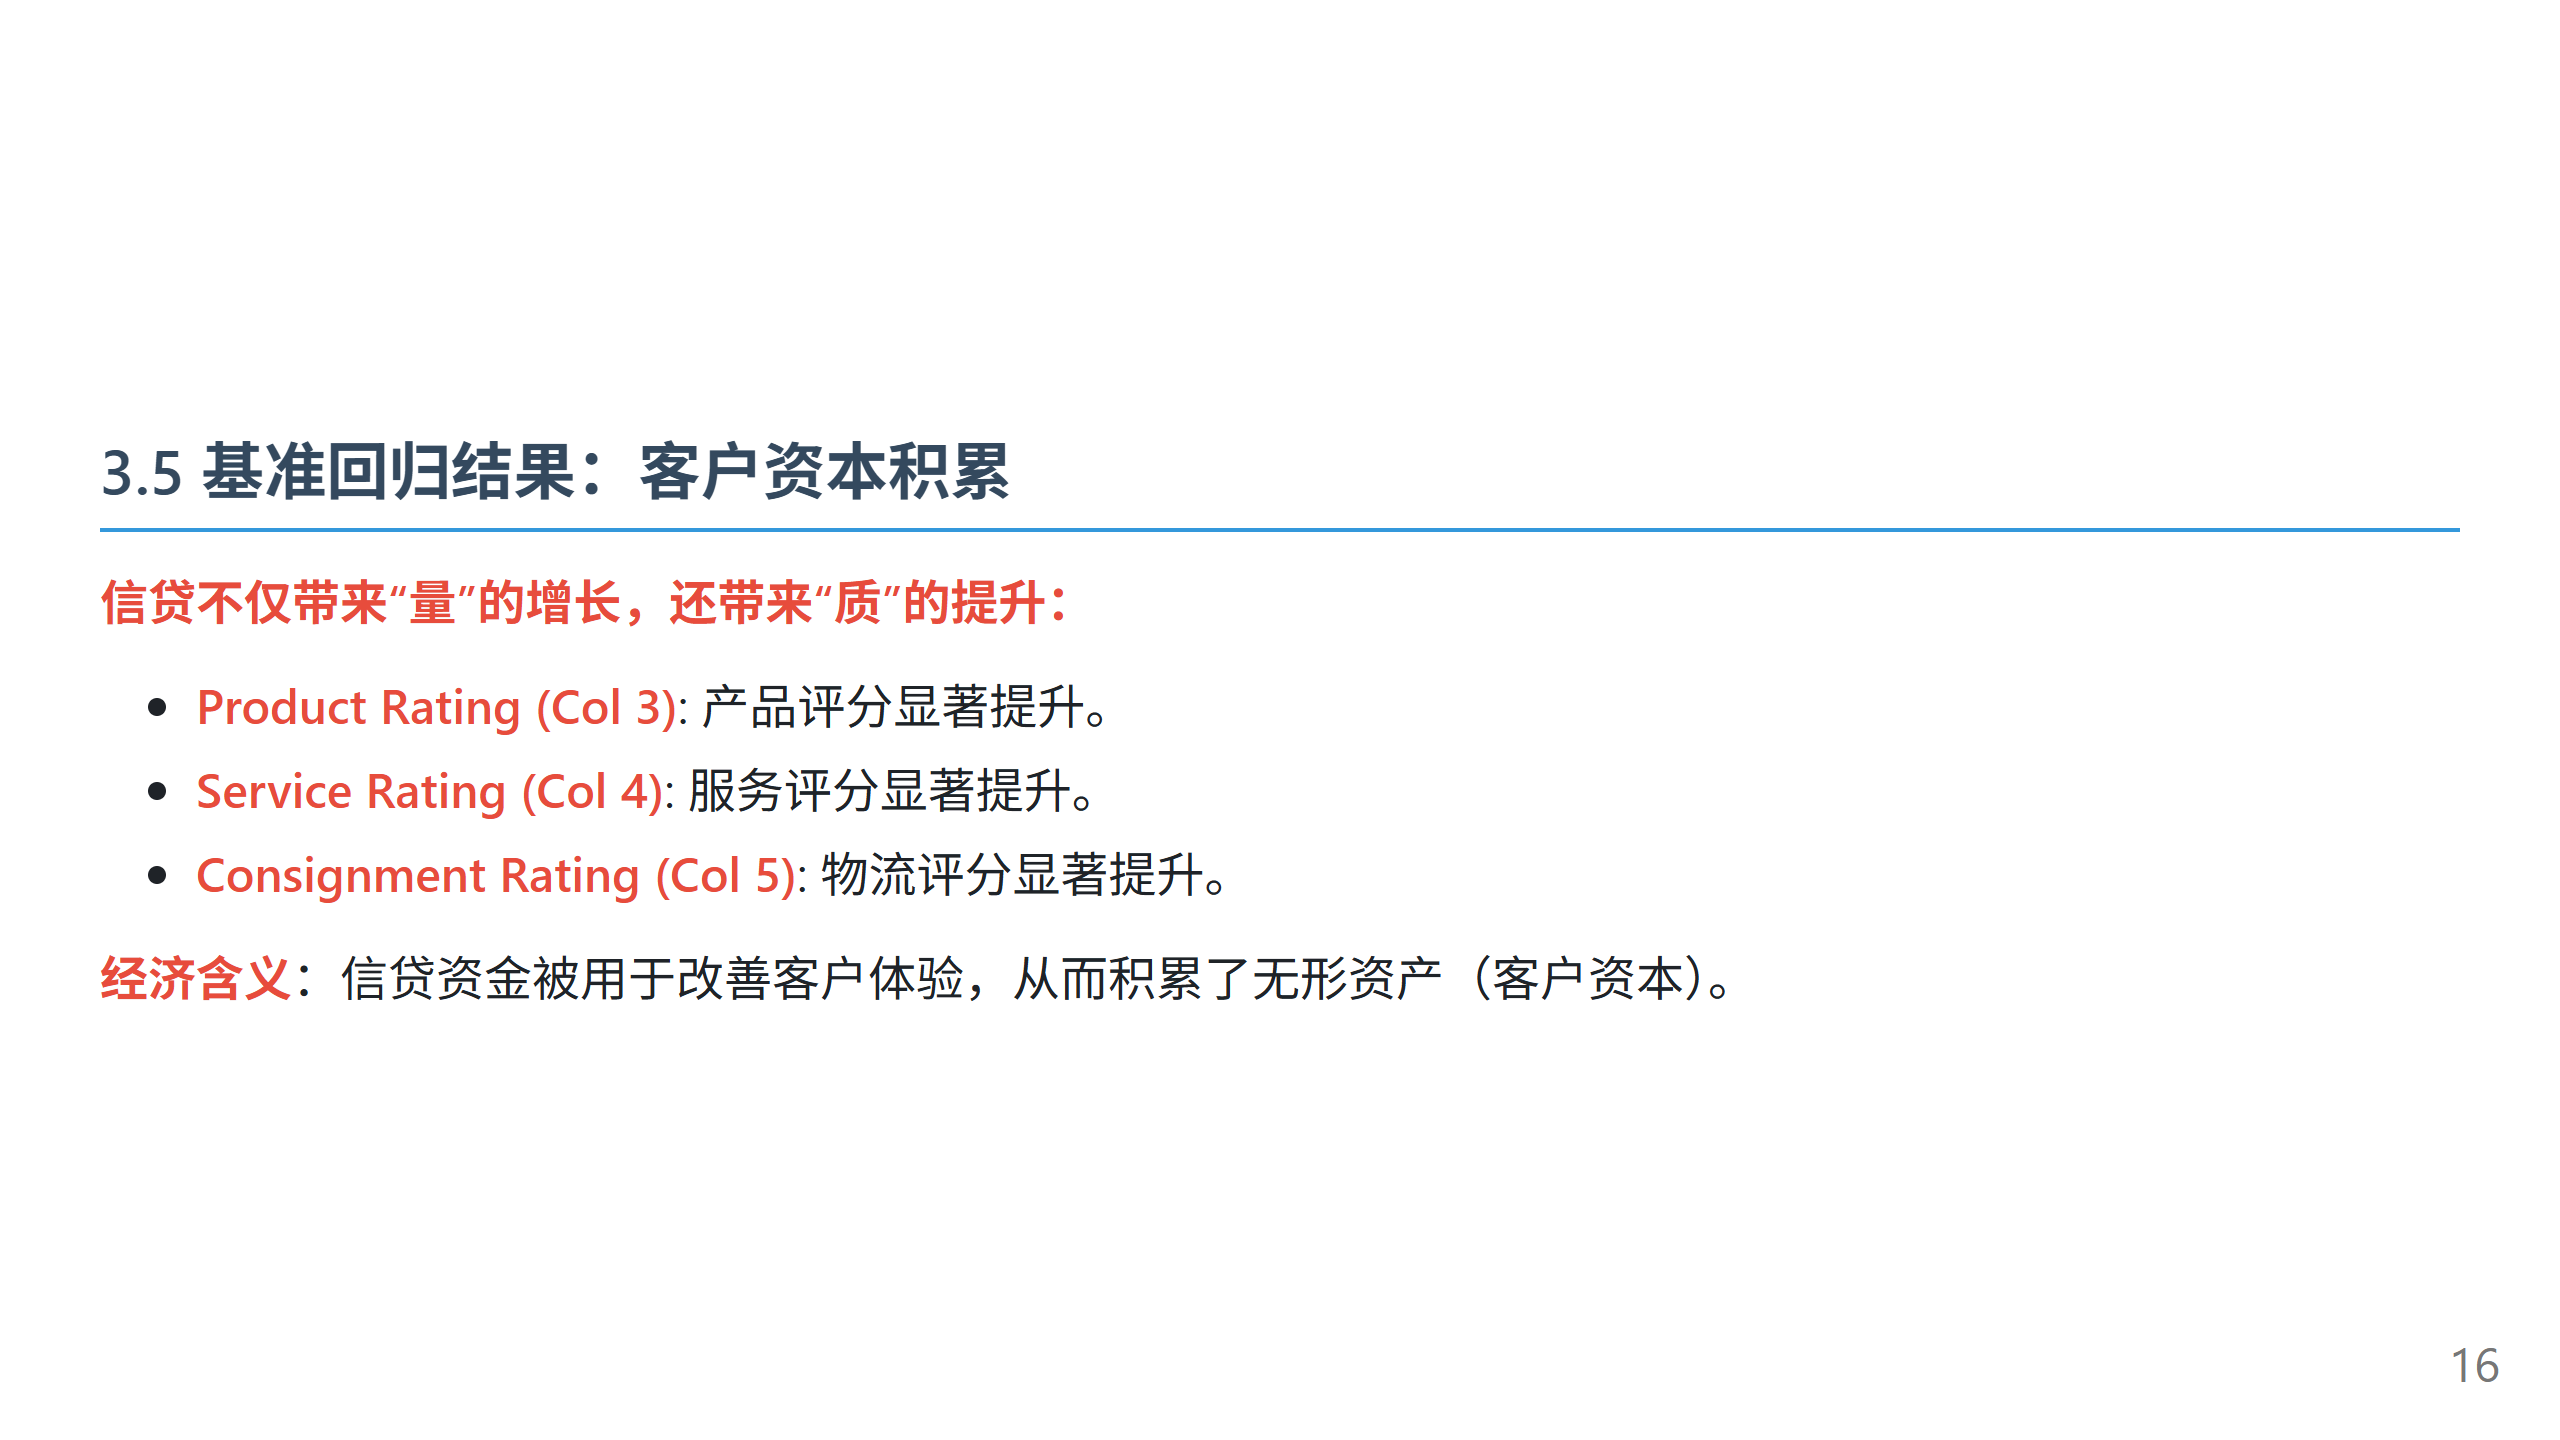 3.5 基准回归结果：客户资本积累
信贷不仅带来“量”的增长，还带来“质”的提升：
• Product Rating (Col 3): 产品评分显著提升。
• Service Rating (Col 4): 服务评分显著提升。
• Consignment Rating (Col 5): 物流评分显著提升。
经济含义：信贷资金被用于改善客户体验，从而积累了无形资产（客户资本）。
16